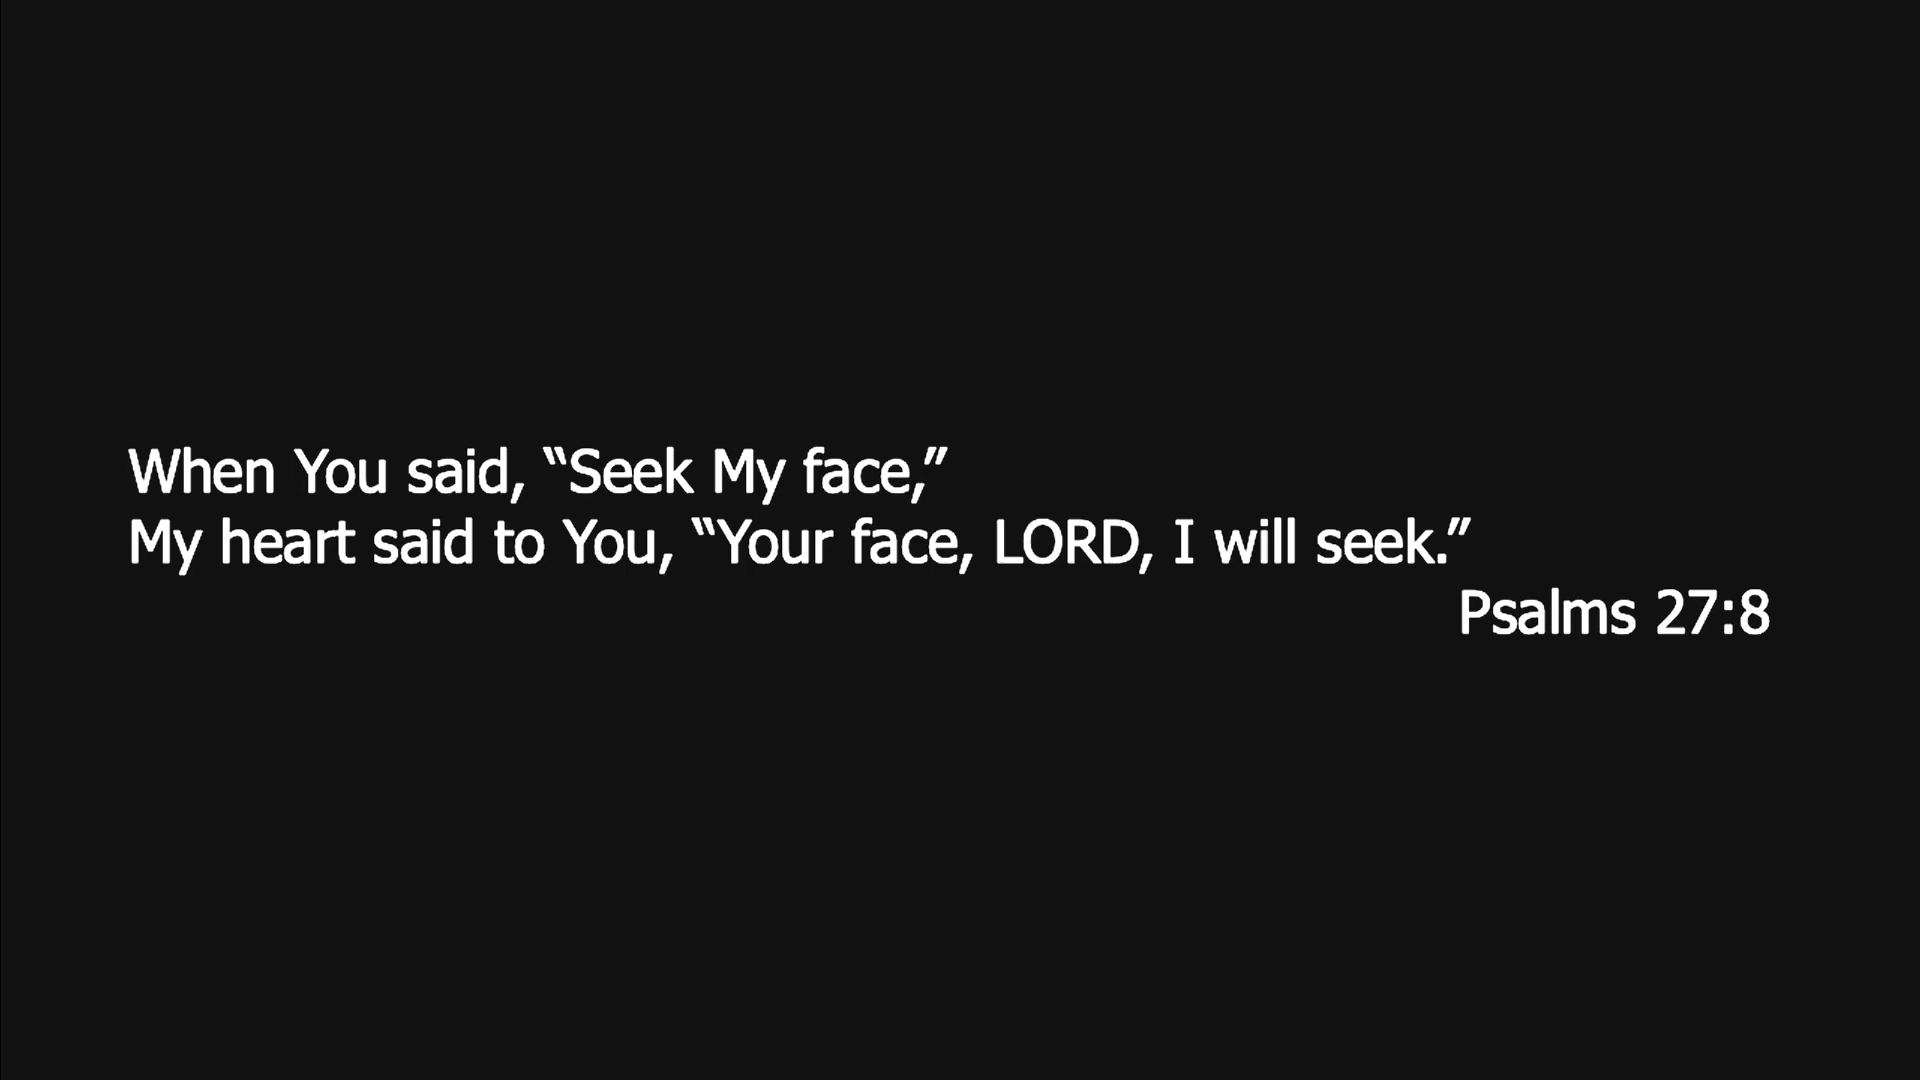 When You said, “Seek My face,”
My heart said to You, “Your face, LORD, I will seek.”
Psalms 27:8